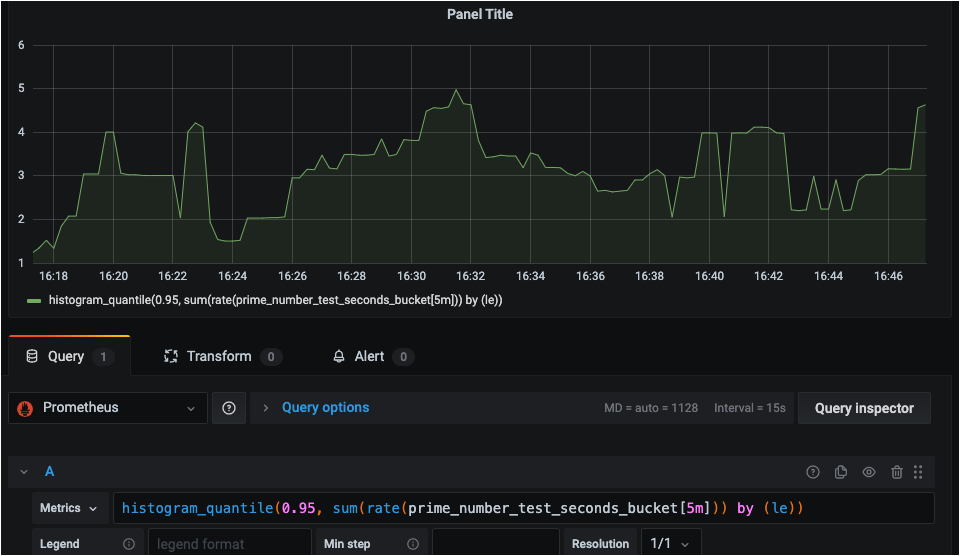 Panel Title
6
5
4
3
2
1
16:18 16:20 16:22 16:24 16:26 16:28 16:30 16:32 16:34 16:36 16:38 16:40 16:42 16:44 16:46
histogram_quantile(0.95, sum(rate(prime_number_test_seconds_bucket[5m])) by (le))
Query 1 Transform 0 Alert 0
Prometheus Query options MD = auto = 1128 Interval = 15s Query inspector
A
Metrics histogram_quantile(0.95, sum(rate(prime_number_test_seconds_bucket[5m])) by (le))
Legend legend format Min step Resolution 1/1